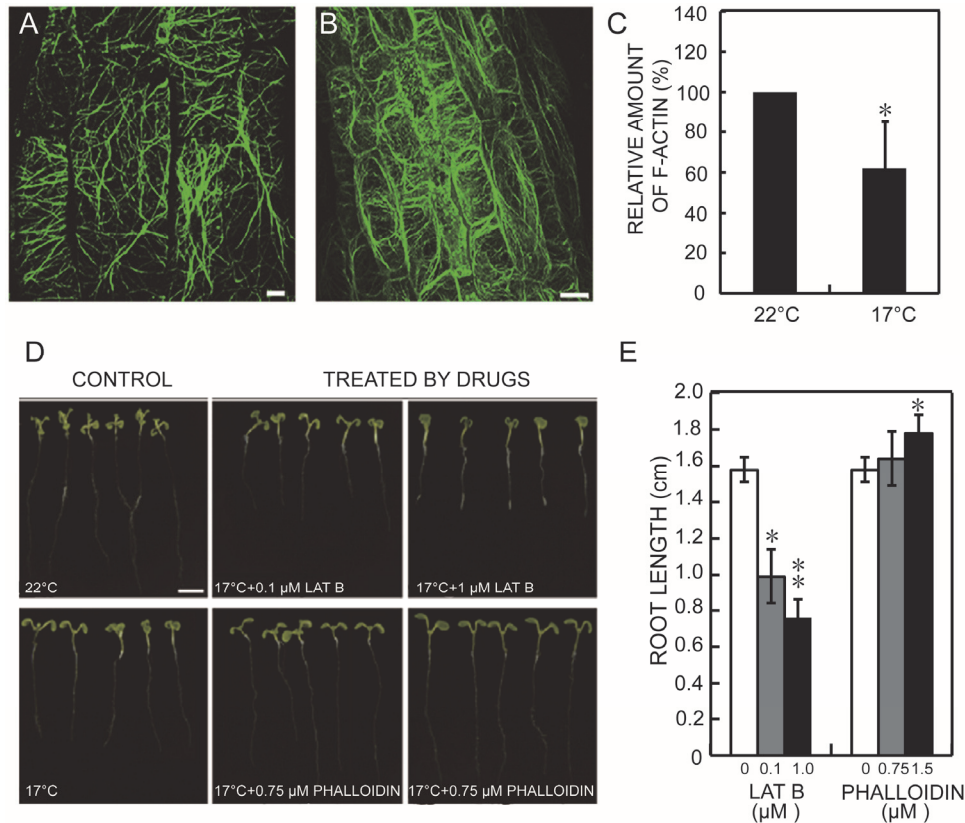 A
B
C
RELATIVE AMOUNT
OF F-ACTIN (%)
140
120
100
80
60
40
20
0
*
22°C
17°C
D
CONTROL
TREATED BY DRUGS
22°C
17°C+0.1 µM LAT B
17°C+1 µM LAT B
17°C
17°C+0.75 µM PHALLOIDIN
17°C+0.75 µM PHALLOIDIN
E
ROOT LENGTH (cm)
2.0
1.8
1.6
1.4
1.2
1.0
0.8
0.6
0.4
0.2
0
*
**
*
0 0.1 1.0
0 0.75 1.5
LAT B
(µM )
PHALLOIDIN
(µM )